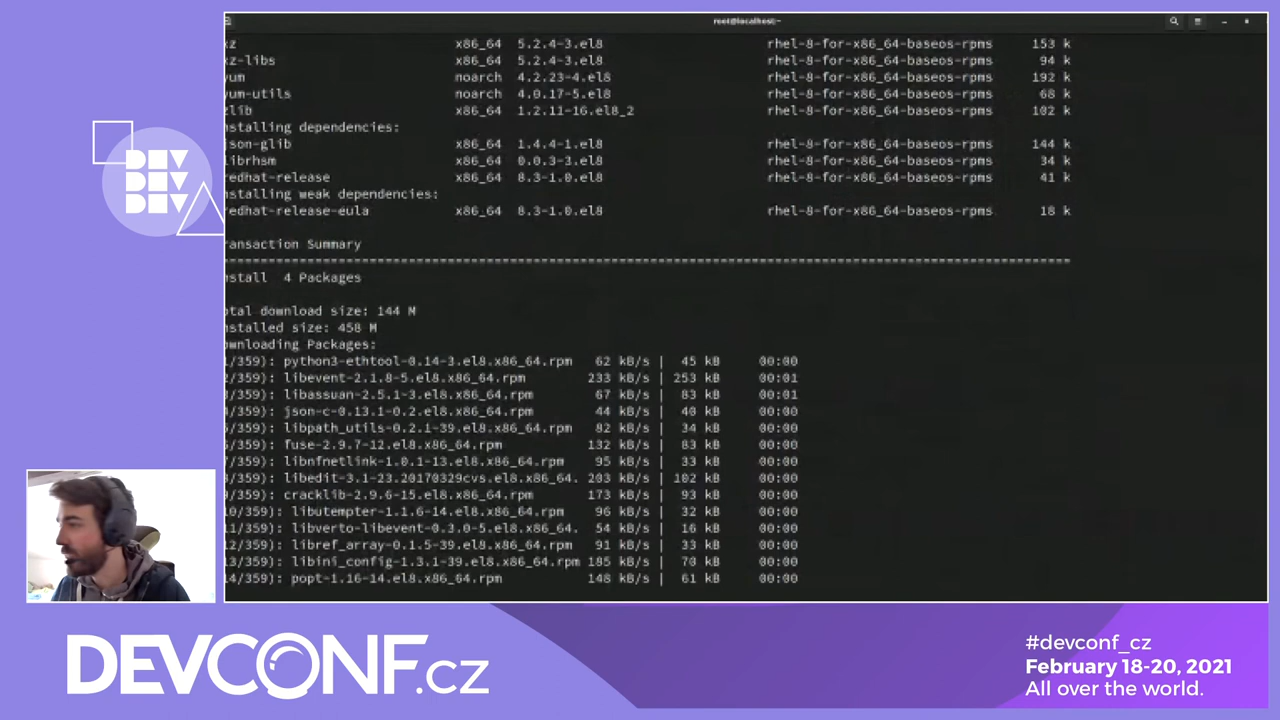 root@localhost:~
xz x86_64 5.2.4-3.el8 rhel-8-for-x86_64-baseos-rpms 153 k
xz-libs x86_64 5.2.4-3.el8 rhel-8-for-x86_64-baseos-rpms 94 k
yum noarch 4.2.23-4.el8 rhel-8-for-x86_64-baseos-rpms 192 k
yum-utils noarch 4.0.17-5.el8 rhel-8-for-x86_64-baseos-rpms 68 k
zlib x86_64 1.2.11-16.el8_2 rhel-8-for-x86_64-baseos-rpms 102 k
nstalling dependencies:
json-glib x86_64 1.4.4-1.el8 rhel-8-for-x86_64-baseos-rpms 144 k
librhsm x86_64 0.0.3-3.el8 rhel-8-for-x86_64-baseos-rpms 34 k
redhat-release x86_64 8.3-1.0.el8 rhel-8-for-x86_64-baseos-rpms 41 k
nstalling weak dependencies:
redhat-release-eula x86_64 8.3-1.0.el8 rhel-8-for-x86_64-baseos-rpms 18 k
ransaction Summary
nstall 4 Packages
otal download size: 144 M
nstalled size: 458 M
ownloading Packages:
1/359): python3-ethtool-0.14-3.el8.x86_64.rpm 62 kB/s | 45 kB 00:00
2/359): libevent-2.1.8-5.el8.x86_64.rpm 233 kB/s | 253 kB 00:01
3/359): libassuan-2.5.1-3.el8.x86_64.rpm 67 kB/s | 83 kB 00:01
4/359): json-c-0.13.1-0.2.el8.x86_64.rpm 44 kB/s | 40 kB 00:00
5/359): libpath_utils-0.2.1-39.el8.x86_64.rpm 82 kB/s | 34 kB 00:00
6/359): fuse-2.9.7-12.el8.x86_64.rpm 132 kB/s | 83 kB 00:00
7/359): libnfnetlink-1.0.1-13.el8.x86_64.rpm 95 kB/s | 33 kB 00:00
8/359): libedit-3.1-23.20170329cvs.el8.x86_64. 203 kB/s | 102 kB 00:00
9/359): cracklib-2.9.6-15.el8.x86_64.rpm 173 kB/s | 93 kB 00:00
10/359): libutempter-1.1.6-14.el8.x86_64.rpm 96 kB/s | 32 kB 00:00
11/359): libverto-libevent-0.3.0-5.el8.x86_64. 54 kB/s | 16 kB 00:00
12/359): libref_array-0.1.5-39.el8.x86_64.rpm 91 kB/s | 33 kB 00:00
13/359): libini_config-1.3.1-39.el8.x86_64.rpm 185 kB/s | 70 kB 00:00
14/359): popt-1.16-14.el8.x86_64.rpm 148 kB/s | 61 kB 00:00
DEV
DEV
DEV
DEVCONF.cz
#devconf_cz
February 18-20, 2021
All over the world.